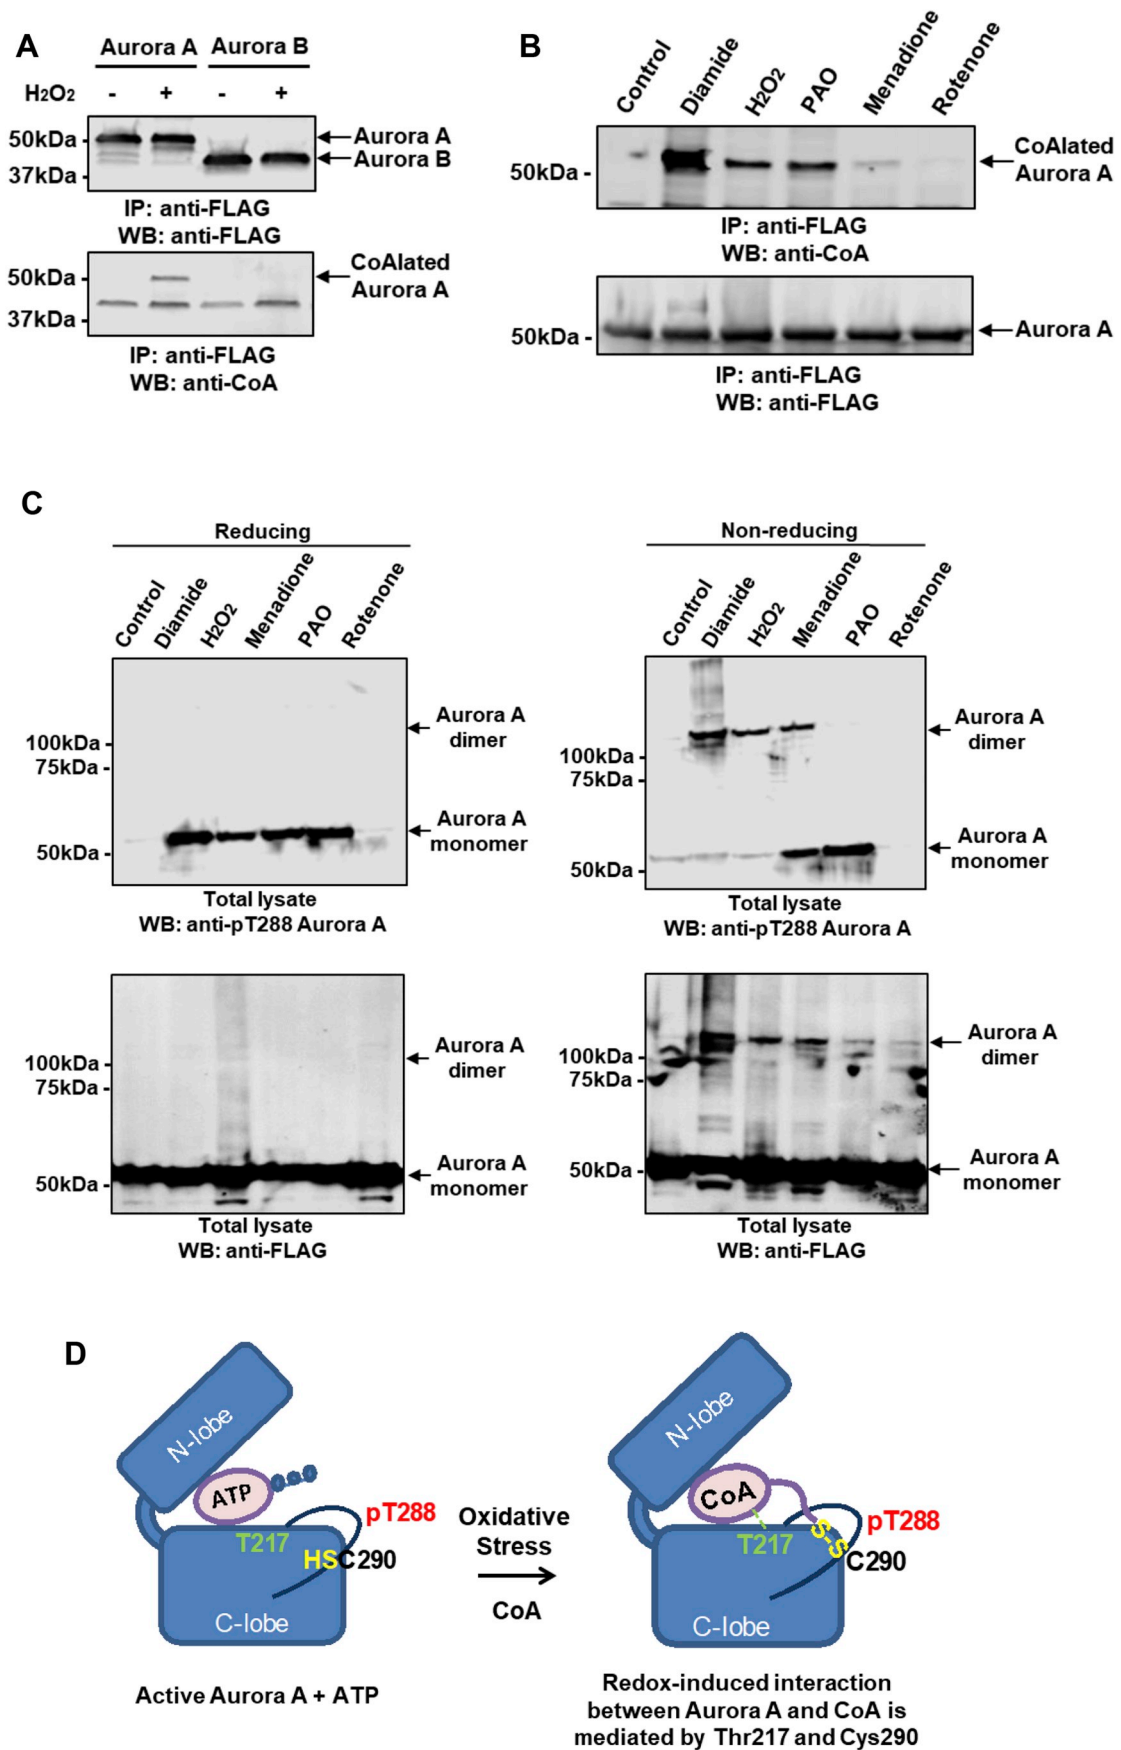 A
Aurora A Aurora B
H2O2 - + - +
50kDa -
37kDa -
Aurora A
Aurora B
IP: anti-FLAG
WB: anti-FLAG
50kDa -
37kDa -
CoAlated
Aurora A
IP: anti-FLAG
WB: anti-CoA
B
Control Diamide H2O2 PAO Menadione Rotenone
50kDa -
CoAlated
Aurora A
IP: anti-FLAG
WB: anti-CoA
50kDa -
Aurora A
IP: anti-FLAG
WB: anti-FLAG
C
Reducing
Control Diamide H2O2 Menadione PAO Rotenone
100kDa -
75kDa -
50kDa -
Aurora A
dimer
Aurora A
monomer
Total lysate
WB: anti-pT288 Aurora A
Non-reducing
Control Diamide H2O2 Menadione PAO Rotenone
100kDa -
75kDa -
50kDa -
Aurora A
dimer
Aurora A
monomer
Total lysate
WB: anti-pT288 Aurora A
100kDa -
75kDa -
50kDa -
Aurora A
dimer
Aurora A
monomer
Total lysate
WB: anti-FLAG
100kDa -
75kDa -
50kDa -
Aurora A
dimer
Aurora A
monomer
Total lysate
WB: anti-FLAG
D
N-lobe
ATP
pT288
T217
HSC290
C-lobe
Active Aurora A + ATP
Oxidative
Stress
CoA
N-lobe
CoA
pT288
T217
S-S
C290
C-lobe
Redox-induced interaction
between Aurora A and CoA is
mediated by Thr217 and Cys290